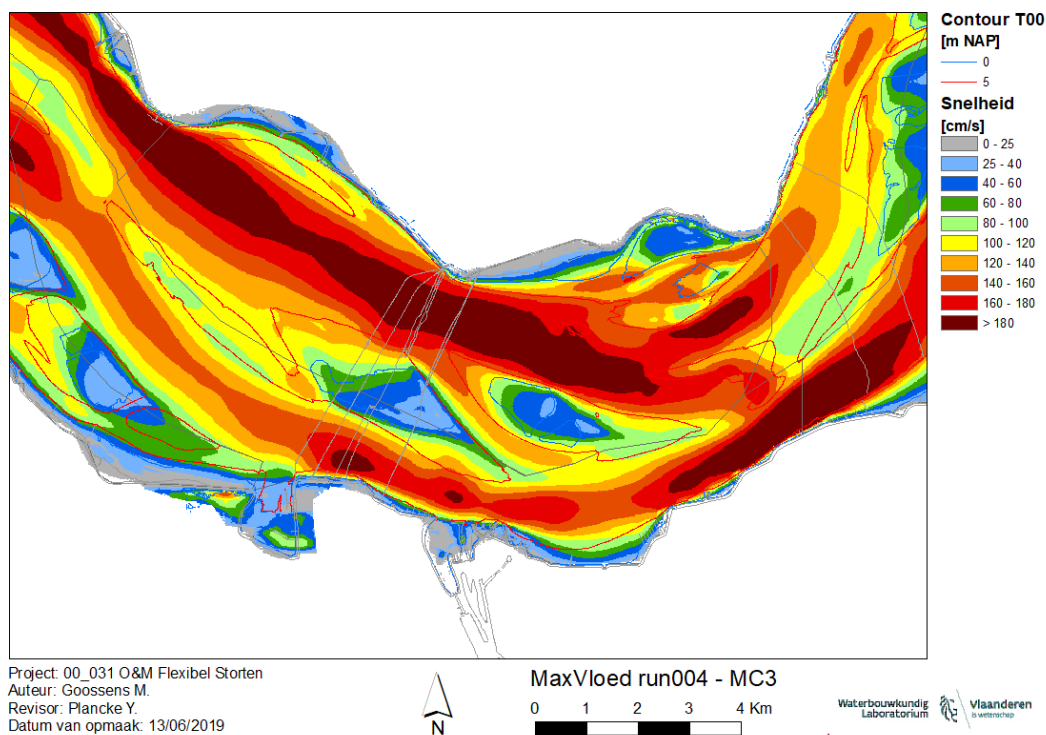 Contour T00
[m NAP]
0
5
Snelheid
[cm/s]
0 - 25
25 - 40
40 - 60
60 - 80
80 - 100
100 - 120
120 - 140
140 - 160
160 - 180
> 180
Project: 00_031 O&M Flexibel Storten
Auteur: Goossens M.
Revisor: Plancke Y.
Datum van opmaak: 13/06/2019
N
MaxVloed run004 - MC3
0 1 2 3 4 Km
Waterbouwkundig
Laboratorium
Vlaanderen
is wetenschap